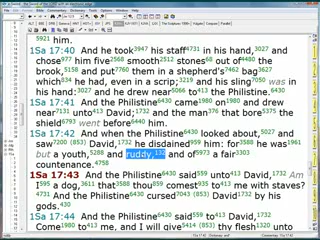 5921 him.
1Sa 17:40 And he took3947 his staff4731 in his hand,3027 and
chose977 him five2568 smooth2512 stones68 out of4480 the
brook,5158 and put7760 them in a shepherd's7462 bag3627
which834 he had, even in a scrip;3219 and his sling7050 was in
his hand:3027 and he drew near5066 to413 the Philistine.6430
1Sa 17:41 And the Philistine6430 came1980 on1980 and drew
near7131 unto413 David;1732 and the man376 that bore5375 the
shield6793 went before6440 him.
1Sa 17:42 And when the Philistine6430 looked about,5027 and
saw7200 (853) David,1732 he disdained959 him: for3588 he was1961
but a youth,5288 and ruddy,132 and of5973 a fair3303
countenance.4758
1Sa 17:43 And the Philistine6430 said559 unto413 David,1732 Am
I595 a dog,3611 that3588 thou859 comest935 to413 me with staves?
4731 And the Philistine6430 cursed7043 (853) David1732 by his
gods.430
1Sa 17:44 And the Philistine6430 said559 to413 David,1732
Come1980 to413 me, and I will give5414 (853) thy flesh1320 unto